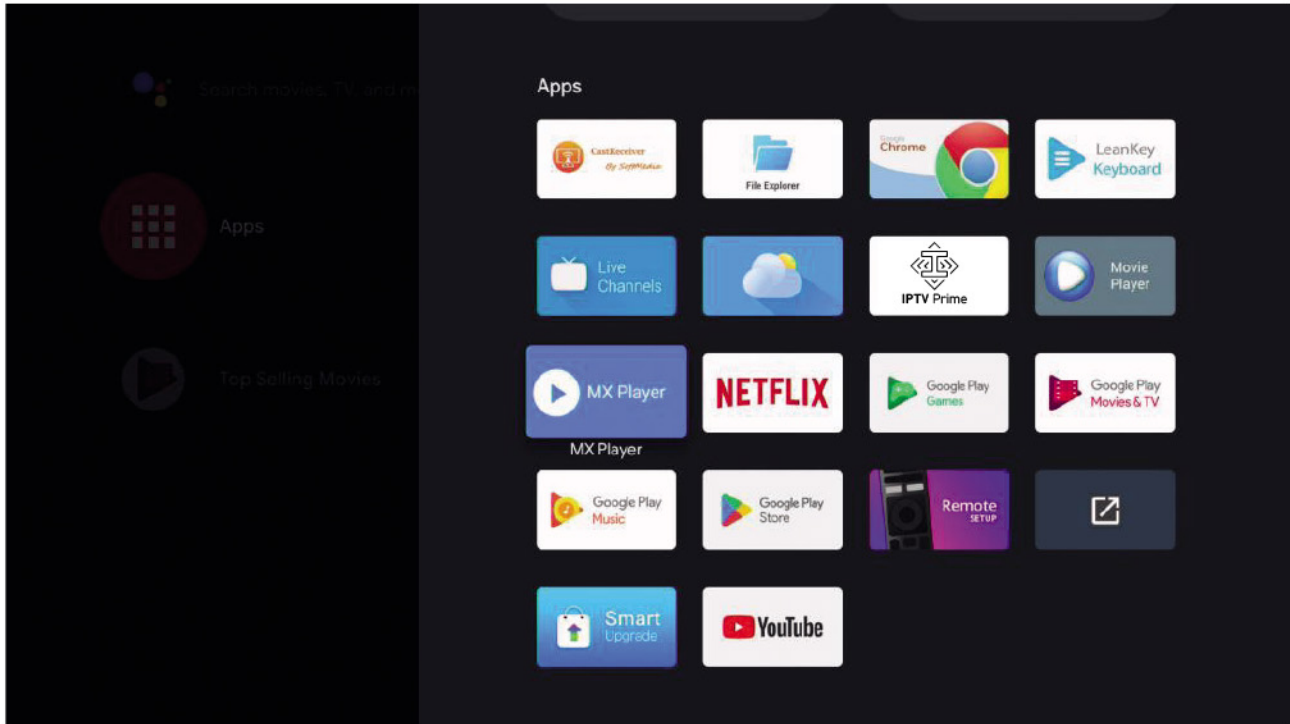 Search movies, TV, and m
Apps
Top Selling Movies
Apps
CastReceiver
By SoftMedia
File Explorer
Google
Chrome
LeanKey
Keyboard
Live
Channels
IPTV Prime
Movie
Player
MX Player
MX Player
NETFLIX
Google Play
Games
Google Play
Movies & TV
Google Play
Music
Google Play
Store
Remote
SETUP
Smart
Upgrade
YouTube